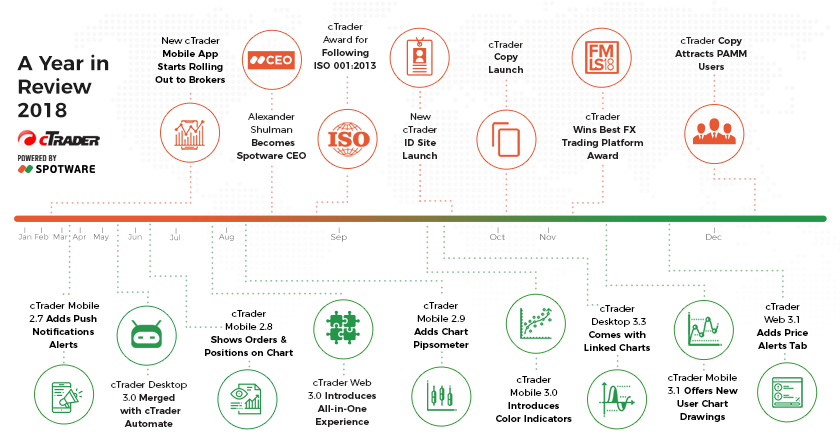 A Year in
Review
2018
cTRADER
POWERED BY
SPOTWARE
New cTrader
Mobile App
Starts Rolling
Out to Brokers
CEO
Alexander
Shulman
Becomes
Spotware CEO
cTrader
Award for
Following
ISO 001:2013
ISO
New
cTrader
ID Site
Launch
cTrader
Copy
Launch
FM
LS18
cTrader
Wins Best FX
Trading Platform
Award
cTrader Copy
Attracts PAMM
Users
Jan Feb Mar Apr May Jun Jul Aug Sep Oct Nov Dec
cTrader Mobile
2.7 Adds Push
Notifications
Alerts
cTrader Desktop
3.0 Merged
with cTrader
Automate
cTrader
Mobile 2.8
Shows Orders &
Positions on Chart
cTrader Web
3.0 Introduces
All-in-One
Experience
cTrader
Mobile 2.9
Adds Chart
Pipsometer
cTrader
Mobile 3.0
Introduces
Color Indicators
cTrader
Desktop 3.3
Comes with
Linked Charts
cTrader Mobile
3.1 Offers New
User Chart
Drawings
cTrader
Web 3.1
Adds Price
Alerts Tab